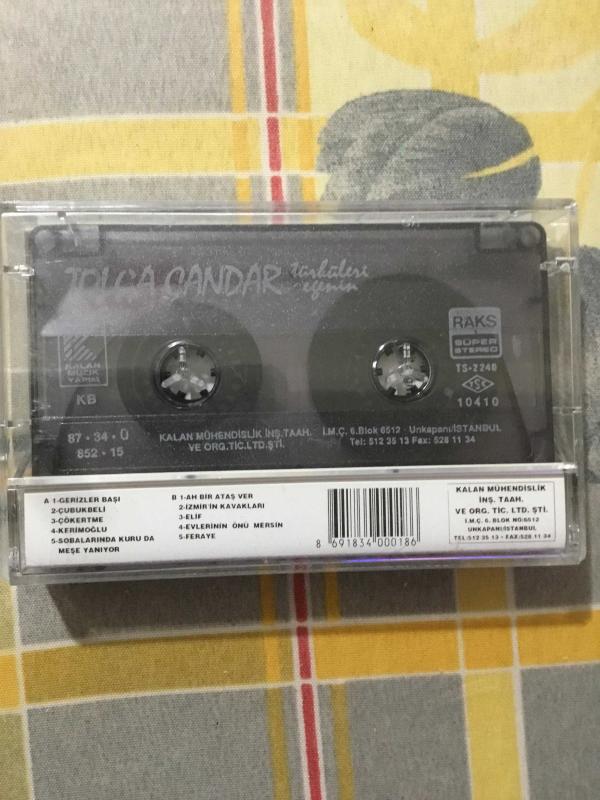 TOLGA ÇANDAR türküleri
egenin
KALAN
MÜZİK
YAPIM
KB
RAKS
SÜPER
STEREO
TS-2240
TSE
10410
87·34·Ü
852·15
KALAN MÜHENDİSLİK İNŞ.TAAH.
VE ORG.TİC.LTD.ŞTİ.
İ.M.Ç. 6.Blok 6512 · Unkapanı/İSTANBUL
Tel: 512 35 13 Fax: 528 11 34
A 1-GERİZLER BAŞI
2-ÇUBUKBELİ
3-ÇÖKERTME
4-KERİMOĞLU
5-SOBALARINDA KURU DA
MEŞE YANIYOR
B 1-AH BİR ATAŞ VER
2-İZMİR'İN KAVAKLARI
3-ELİF
4-EVLERİNİN ÖNÜ MERSİN
5-FERAYE
8 691834 000186
KALAN MÜHENDİSLİK
İNŞ. TAAH.
VE ORG. TİC. LTD. ŞTİ.
İ.M.Ç. 6. BLOK NO:6512
UNKAPANI/İSTANBUL
TEL:512 35 13 - FAX:528 11 34